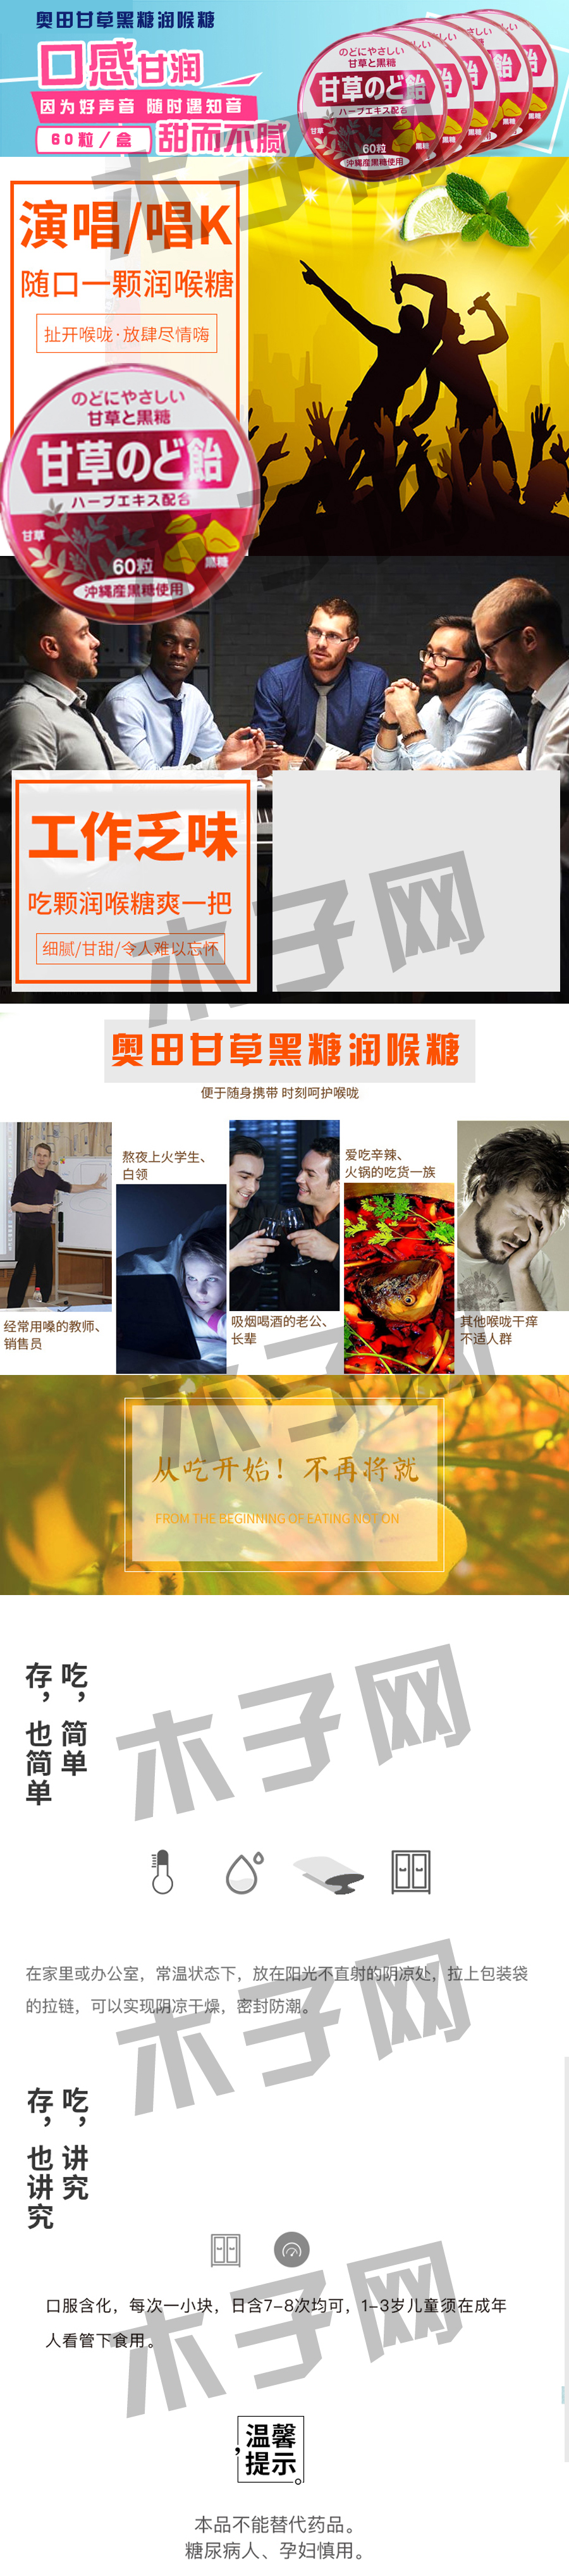 奥田甘草黑糖润喉糖
口感甘润
因为好声音 随时遇知音
60粒/盒
甜而不腻
のどにやさしい
甘草と黒糖
甘草のど飴
ハーブエキス配合
甘草
黒糖
60粒
沖縄産黒糖使用
演唱/唱K
随口一颗润喉糖
扯开喉咙·放肆尽情嗨
のどにやさしい
甘草と黒糖
甘草のど飴
ハーブエキス配合
甘草
黒糖
60粒
沖縄産黒糖使用
工作乏味
吃颗润喉糖爽一把
细腻/甘甜/令人难以忘怀
木子网
奥田甘草黑糖润喉糖
便于随身携带 时刻呵护喉咙
熬夜上火学生、
白领
爱吃辛辣、
火锅的吃货一族
经常用嗓的教师、
销售员
吸烟喝酒的老公、
长辈
其他喉咙干痒
不适人群
木子网
从吃开始！不再将就
FROM THE BEGINNING OF EATING NOT ON
吃，简单
存，也简单
木子网
在家里或办公室，常温状态下，放在阳光不直射的阴凉处，拉上包装袋
的拉链，可以实现阴凉干燥，密封防潮。
木子网
吃，讲究
存，也讲究
口服含化，每次一小块，日含7-8次均可，1-3岁儿童须在成年
人看管下食用。
木子网
温馨
提示
本品不能替代药品。
糖尿病人、孕妇慎用。